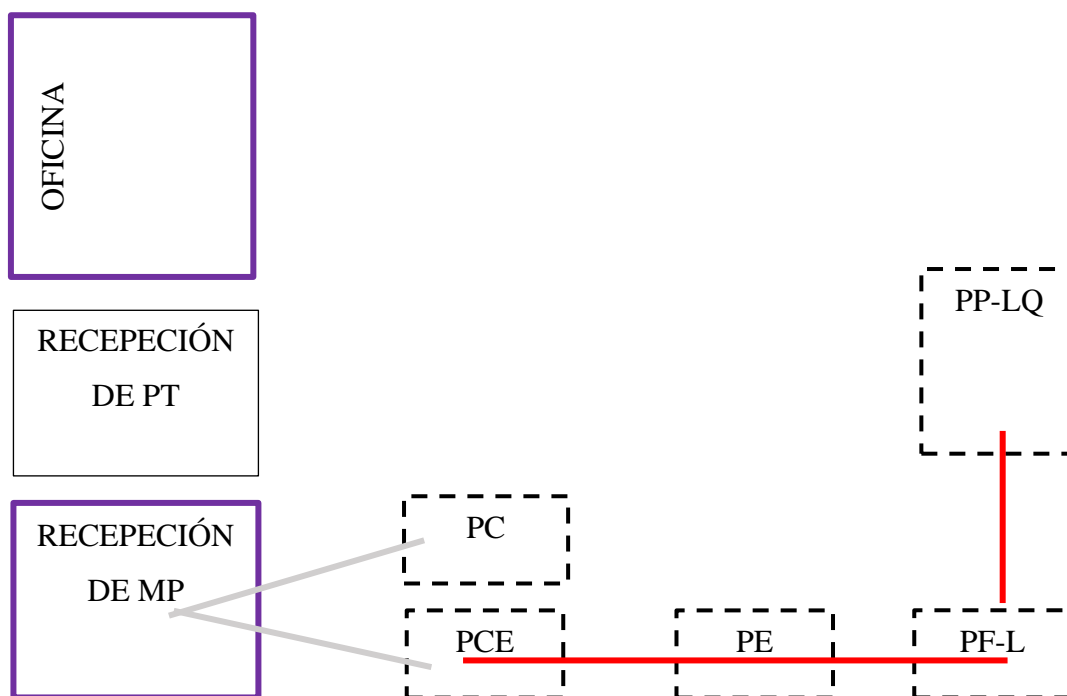 OFICINA
PP-LQ
RECEPECIÓN
DE PT
RECEPECIÓN
DE MP
PC
PCE
PE
PF-L